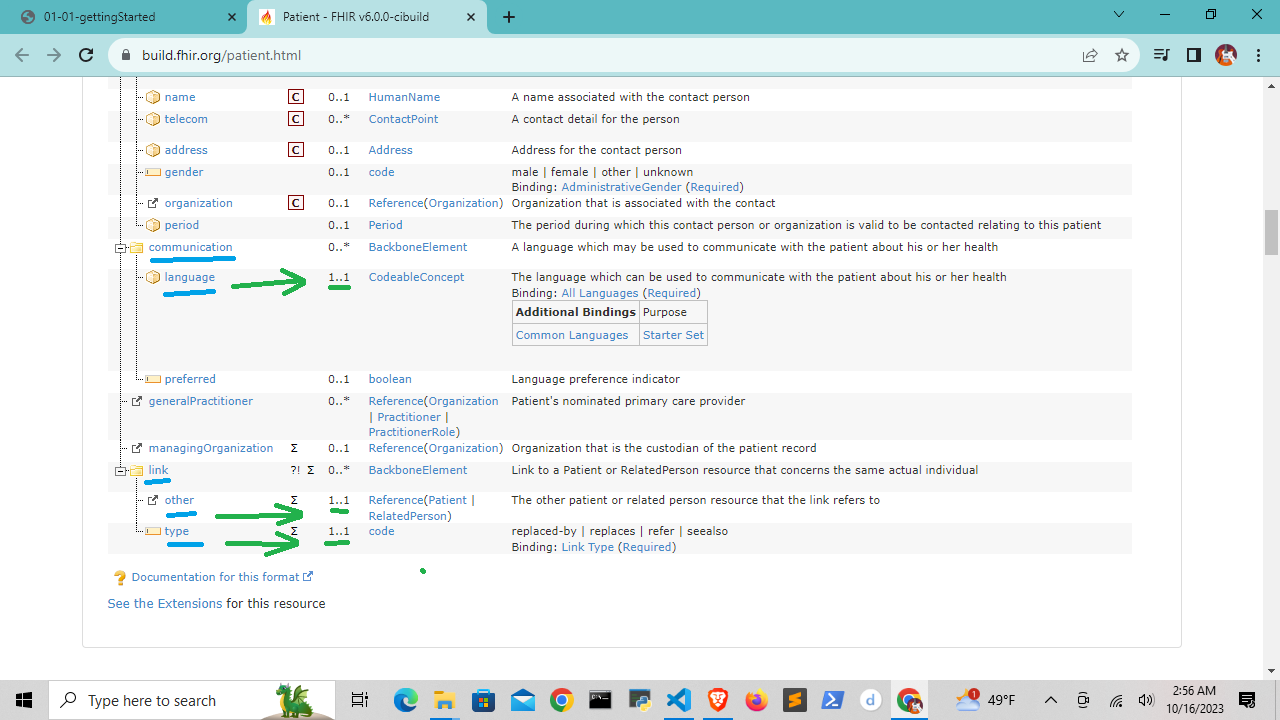 01-01-gettingStarted
Patient - FHIR v6.0.0-cibuild
build.fhir.org/patient.html
name C 0..1 HumanName A name associated with the contact person
telecom C 0..* ContactPoint A contact detail for the person
address C 0..1 Address Address for the contact person
gender 0..1 code male | female | other | unknown
Binding: AdministrativeGender (Required)
organization C 0..1 Reference(Organization) Organization that is associated with the contact
period 0..1 Period The period during which this contact person or organization is valid to be contacted relating to this patient
communication 0..* BackboneElement A language which may be used to communicate with the patient about his or her health
language 1..1 CodeableConcept The language which can be used to communicate with the patient about his or her health
Binding: All Languages (Required)
Additional Bindings Purpose
Common Languages Starter Set
preferred 0..1 boolean Language preference indicator
generalPractitioner 0..* Reference(Organization Patient's nominated primary care provider
| Practitioner |
PractitionerRole)
managingOrganization Σ 0..1 Reference(Organization) Organization that is the custodian of the patient record
link ?! Σ 0..* BackboneElement Link to a Patient or RelatedPerson resource that concerns the same actual individual
other Σ 1..1 Reference(Patient | The other patient or related person resource that the link refers to
RelatedPerson)
type Σ 1..1 code replaced-by | replaces | refer | seealso
Binding: Link Type (Required)
Documentation for this format
See the Extensions for this resource
Type here to search
1
49°F
2:56 AM
10/16/2023